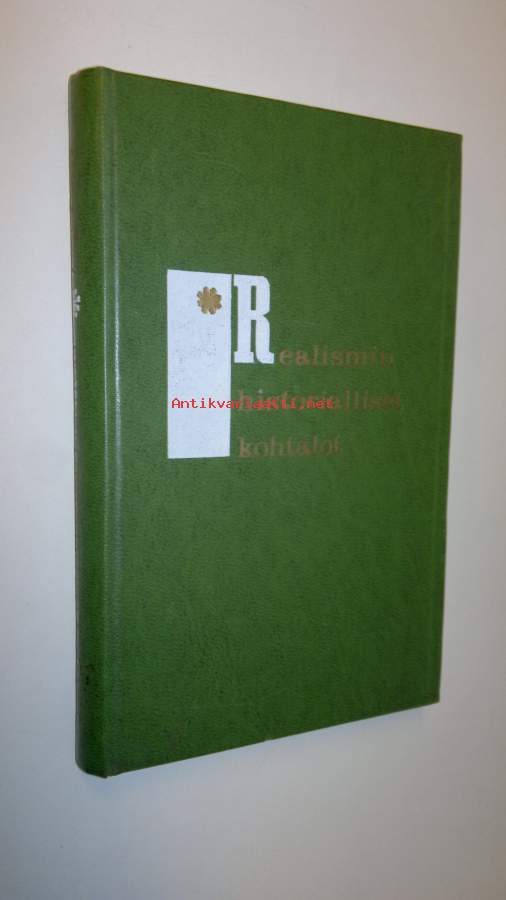 Realismin
historialliset
kohtalot
Antikvariaatti.net